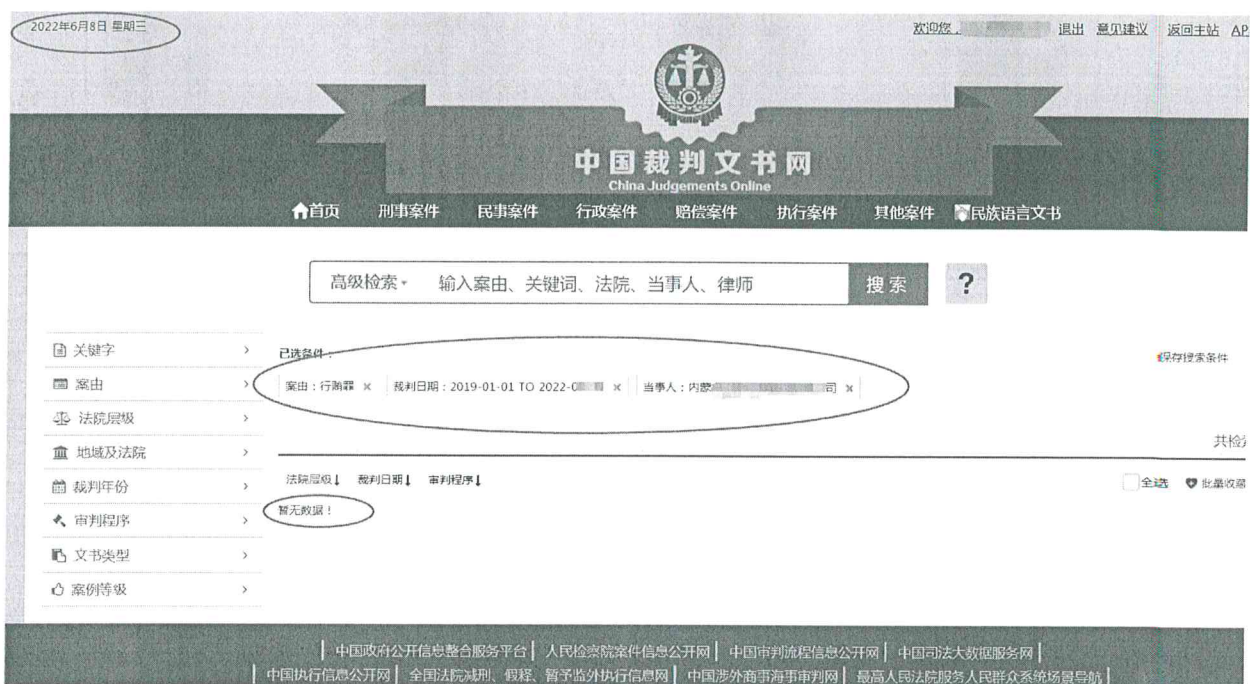 2022年6月8日 星期三
欢迎您, 退出 意见建议 返回主站 AP
中国裁判文书网
China Judgements Online
首页 刑事案件 民事案件 行政案件 赔偿案件 执行案件 其他案件 民族语言文书
高级检索 输入案由、关键词、法院、当事人、律师 搜索 ?
关键字
已选条件:
保存搜索条件
案由
案由:行贿罪 × 裁判日期:2019-01-01 TO 2022-0 × 当事人:内蒙 司 ×
法院层级
地域及法院
共检
裁判年份
法院层级 裁判日期 审判程序
全选 批量收藏
审判程序
暂无数据!
文书类型
案例等级
中国政府公开信息整合服务平台 | 人民检察院案件信息公开网 | 中国审判流程信息公开网 | 中国司法大数据服务网 |
中国执行信息公开网 | 全国法院减刑、假释、暂予监外执行信息网 | 中国涉外商事海事审判网 | 最高人民法院服务人民群众系统场景导航 |